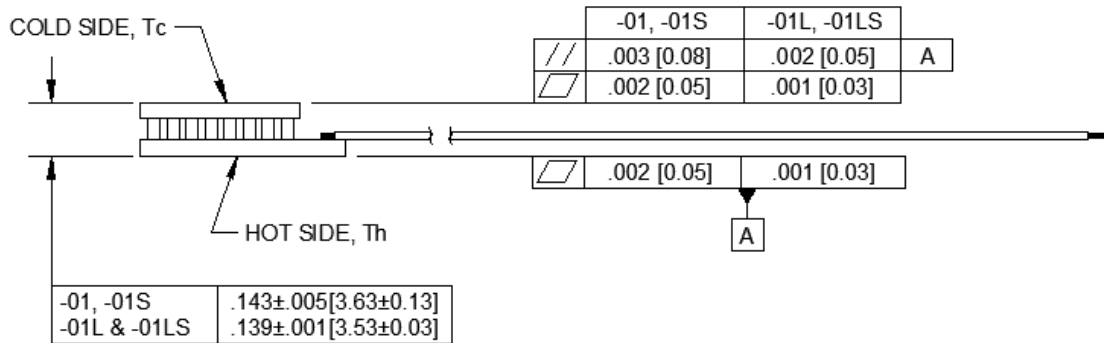 COLD SIDE, Tc
-01, -01S -01L, -01LS
// .003 [0.08] .002 [0.05] A
.002 [0.05] .001 [0.03]
.002 [0.05] .001 [0.03]
A
HOT SIDE, Th
-01, -01S .143±.005[3.63±0.13]
-01L & -01LS .139±.001[3.53±0.03]